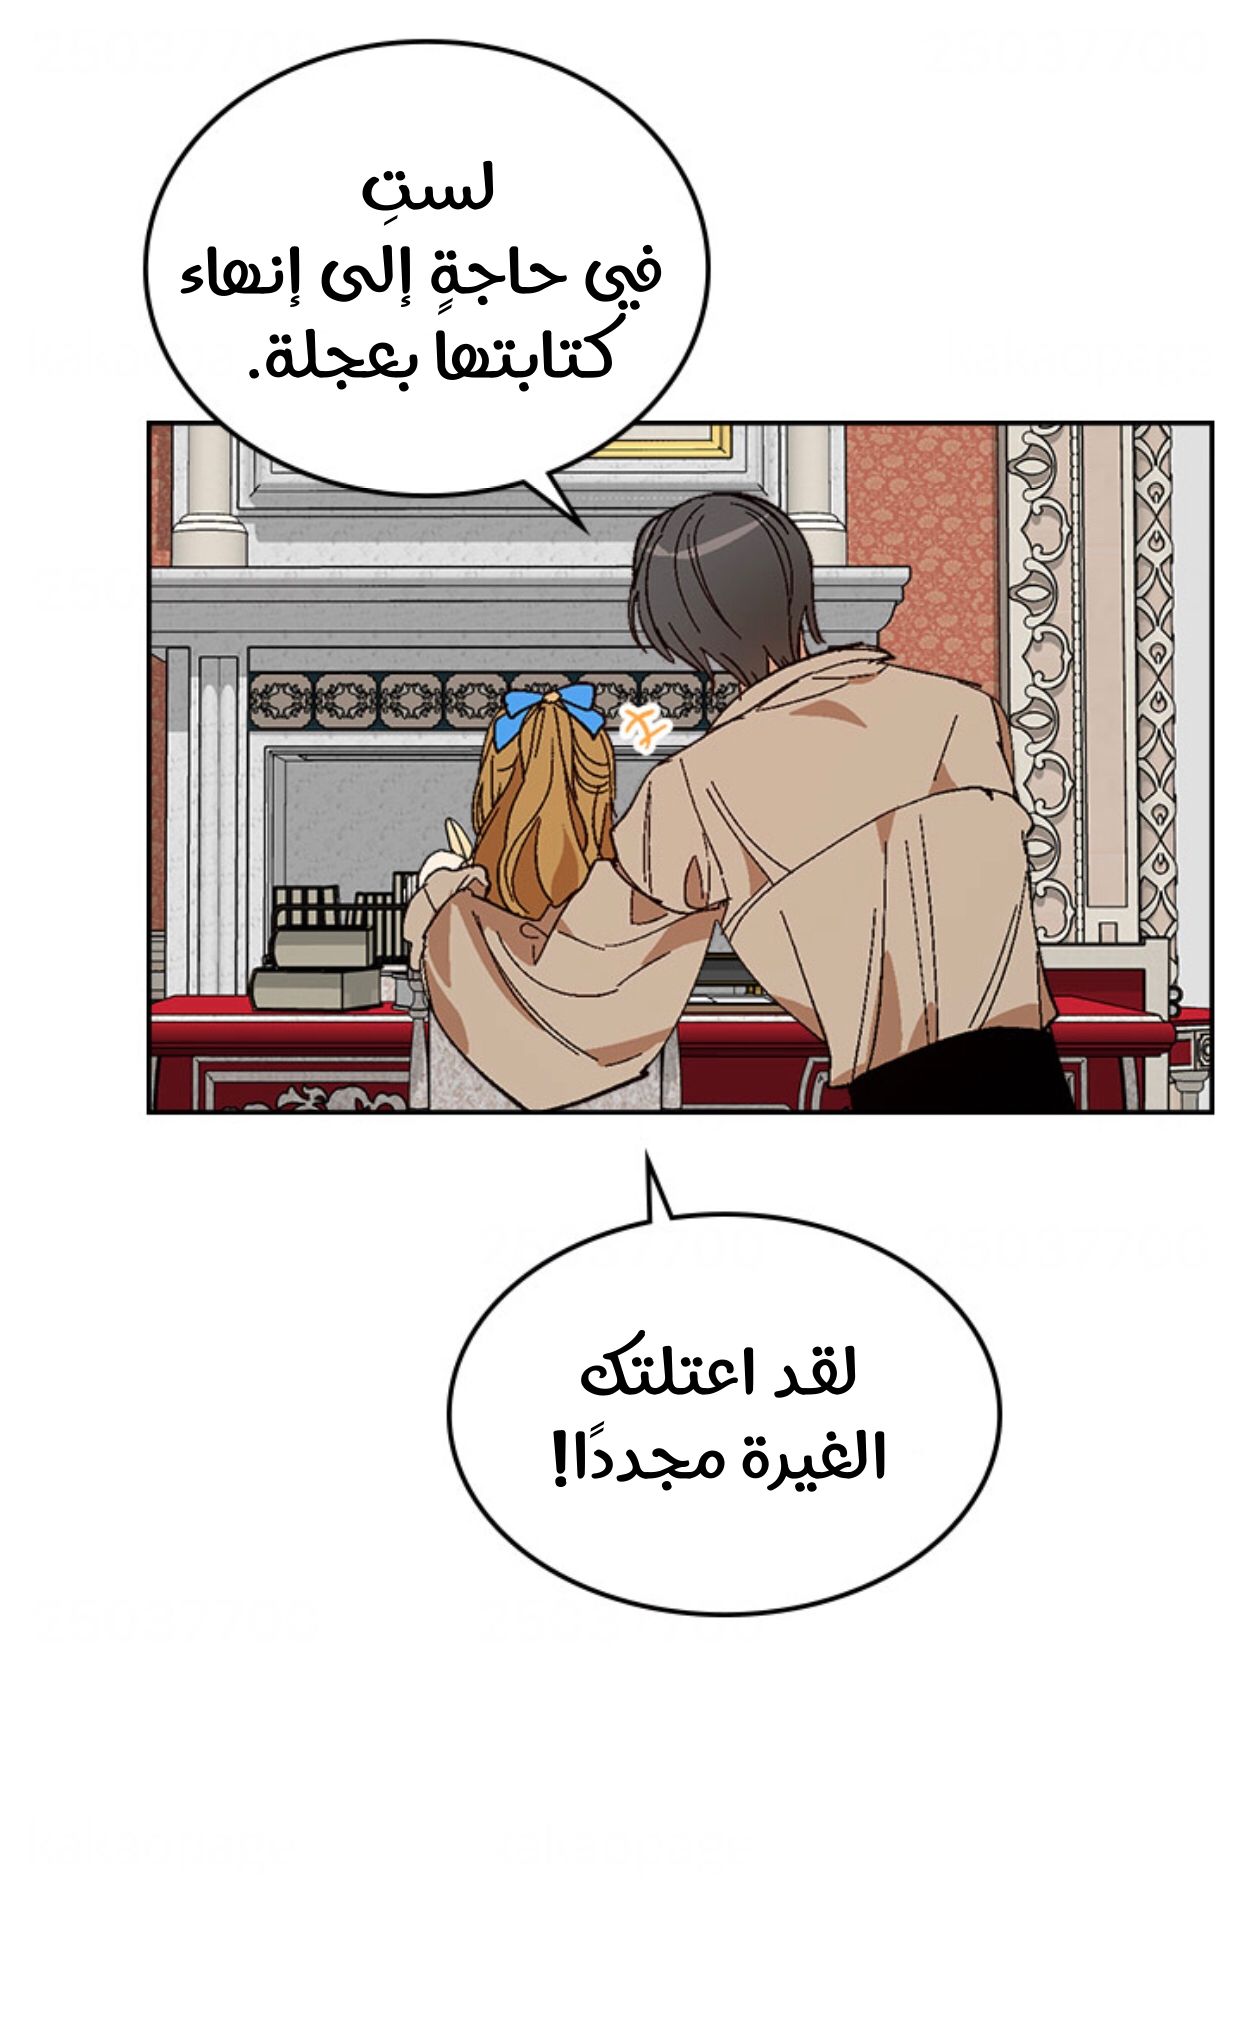 لستِ
في حاجةٍ إلى إنهاء
كتابتها بعجلة.
لقد اعتلتك
الغيرة مجددًا!